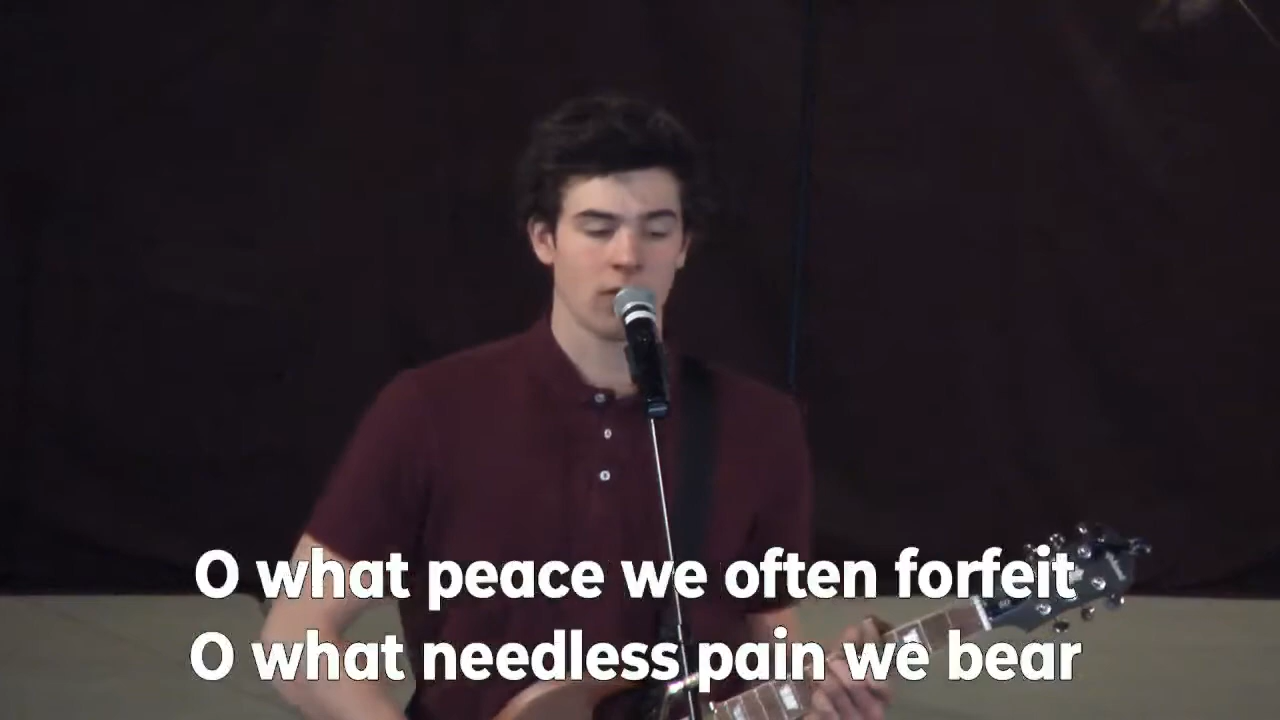 O what peace we often forfeit
O what needless pain we bear